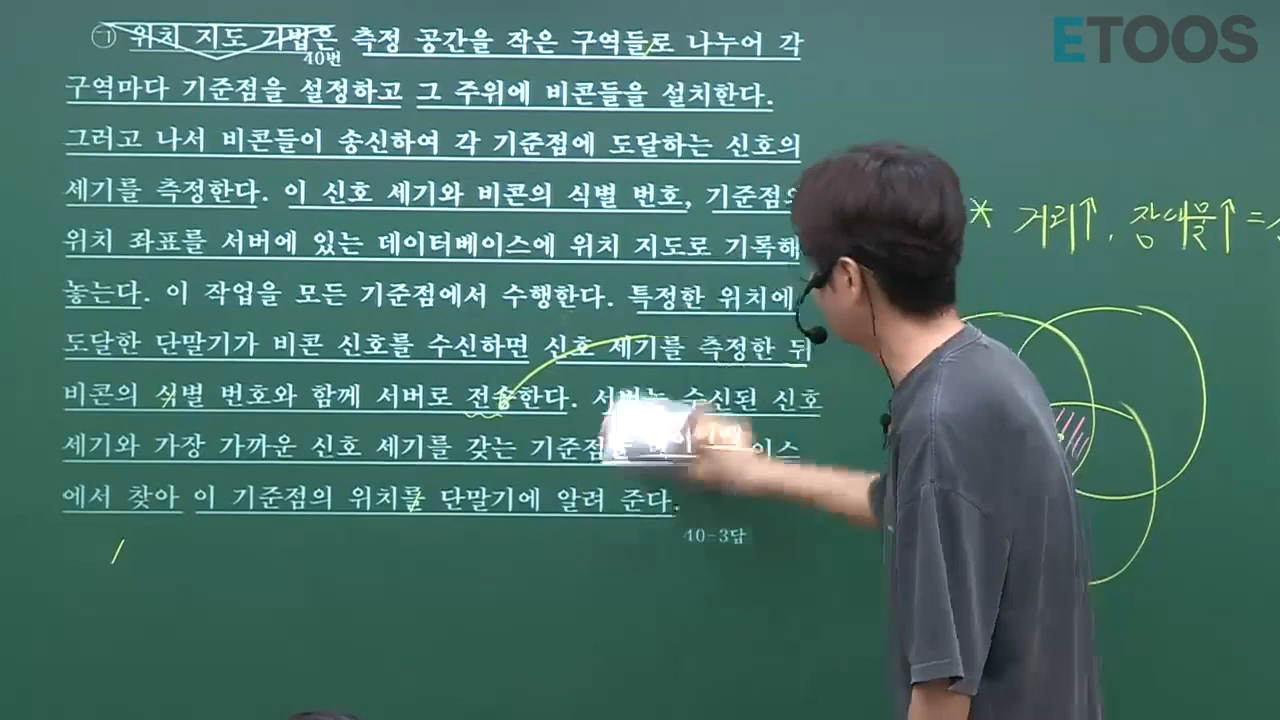 ETOOS
㉠ 위치 지도 기법은 측정 공간을 작은 구역들로 나누어 각
40번
구역마다 기준점을 설정하고 그 주위에 비콘들을 설치한다.
그러고 나서 비콘들이 송신하여 각 기준점에 도달하는 신호의
세기를 측정한다. 이 신호 세기와 비콘의 식별 번호, 기준점의
위치 좌표를 서버에 있는 데이터베이스에 위치 지도로 기록해
놓는다. 이 작업을 모든 기준점에서 수행한다. 특정한 위치에
도달한 단말기가 비콘 신호를 수신하면 신호 세기를 측정한 뒤
비콘의 식별 번호와 함께 서버로 전송한다. 수신된 신호
세기와 가장 가까운 신호 세기를 갖는
에서 찾아 이 기준점의 위치를 단말기에 알려 준다.
40-3답
* 거리↑, 장애물↑ =